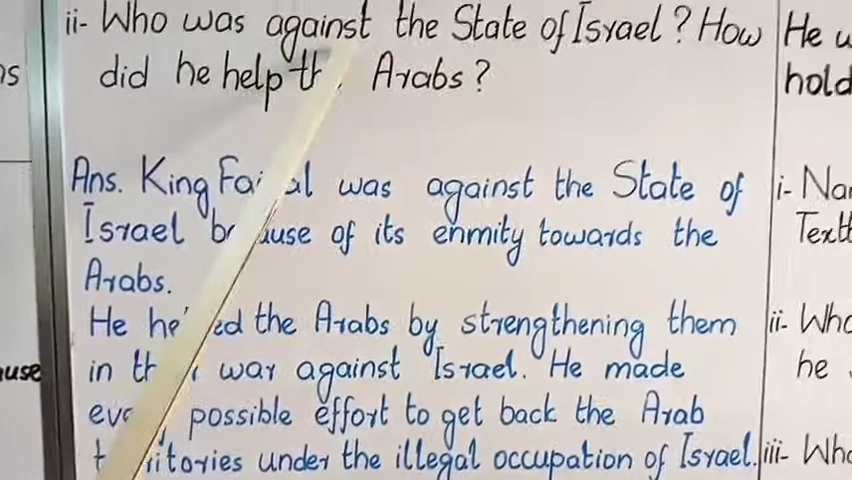 ii- Who was against the State of Israel? How
did he help Arabs?
Ans. King was against the State of
Israel of its enmity towards the
Arabs.
He the Arabs by strengthening them
in war against Israel. He made
possible effort to get back the Arab
under the illegal occupation of Israel.
He
hold
i-
ii- Who
he
iii- Who